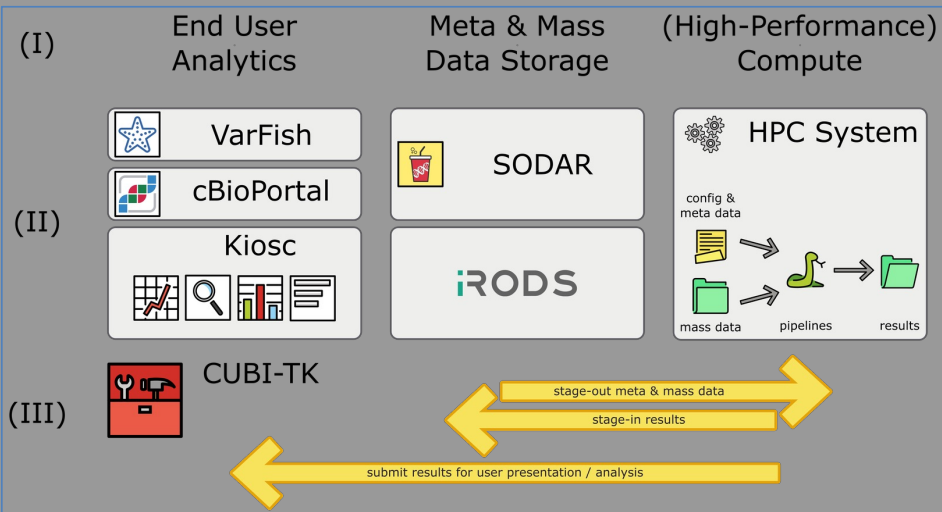 (I)
End User
Analytics
Meta & Mass
Data Storage
(High-Performance)
Compute
(II)
VarFish
cBioPortal
Kiosc
SODAR
iRODS
HPC System
config &
meta data
mass data
pipelines
results
(III)
CUBI-TK
stage-out meta & mass data
stage-in results
submit results for user presentation / analysis